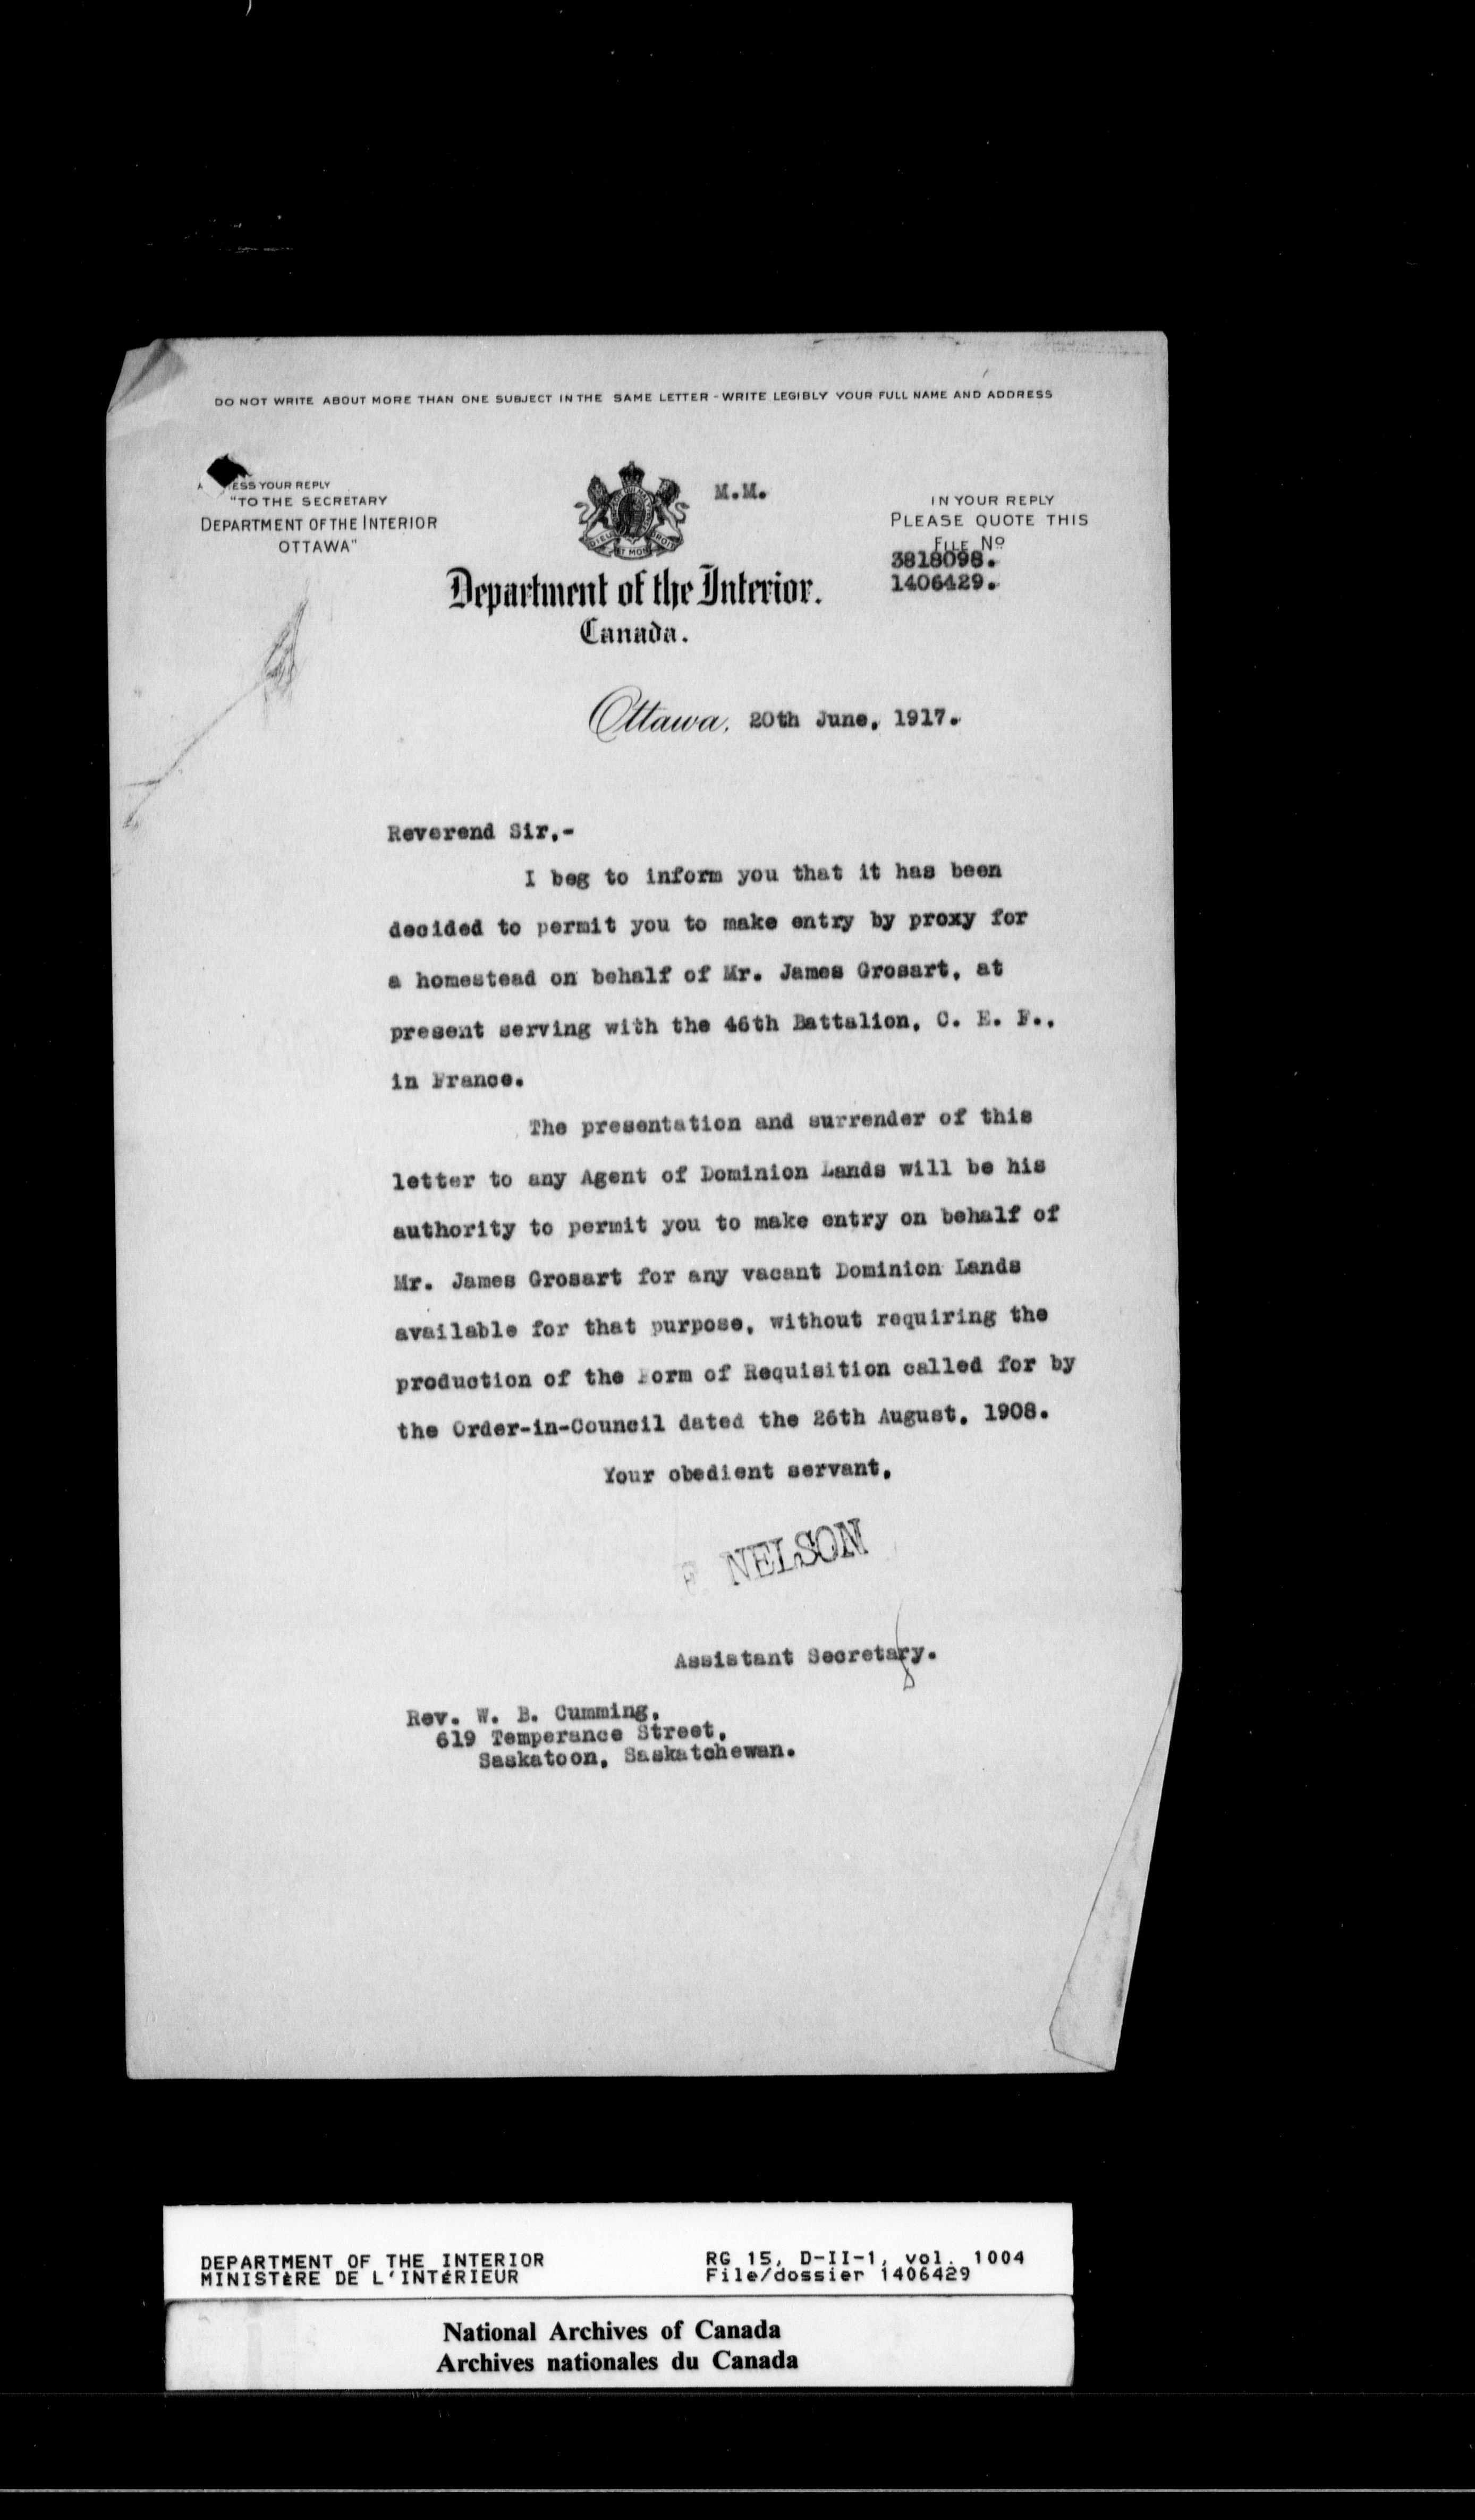 DO NOT WRITE ABOUT MORE THAN ONE SUBJECT IN THE SAME LETTER - WRITE LEGIBLY YOUR FULL NAME AND ADDRESS
ESS YOUR REPLY
"TO THE SECRETARY
DEPARTMENT OF THE INTERIOR
OTTAWA"
M.M.
IN YOUR REPLY
PLEASE QUOTE THIS
FILE No
3818098.
1406429.
Department of the Interior.
Canada.
Ottawa, 20th June, 1917.
Reverend Sir,-
I beg to inform you that it has been
decided to permit you to make entry by proxy for
a homestead on behalf of Mr. James Grosart, at
present serving with the 46th Battalion, C. E. F.,
in France.
The presentation and surrender of this
letter to any Agent of Dominion Lands will be his
authority to permit you to make entry on behalf of
Mr. James Grosart for any vacant Dominion Lands
available for that purpose, without requiring the
production of the Form of Requisition called for by
the Order-in-Council dated the 26th August, 1908.
Your obedient servant,
NELSON
Assistant Secretary.
Rev. W. B. Cumming,
619 Temperance Street,
Saskatoon, Saskatchewan.
DEPARTMENT OF THE INTERIOR
MINISTÈRE DE L'INTÉRIEUR
RG 15, D-II-1, vol. 1004
File/dossier 1406429
National Archives of Canada
Archives nationales du Canada